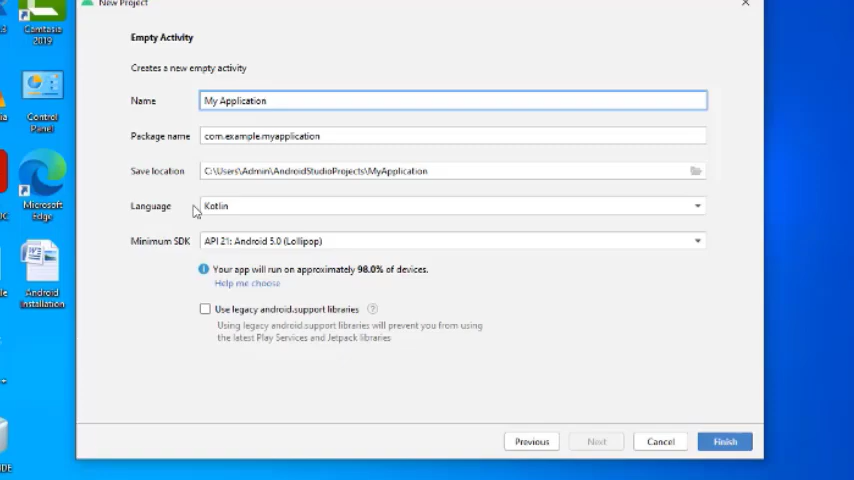 New Project
Empty Activity
Creates a new empty activity
Name My Application
Package name com.example.myapplication
Save location C:\Users\Admin\AndroidStudioProjects\MyApplication
Language Kotlin
Minimum SDK API 21: Android 5.0 (Lollipop)
Your app will run on approximately 98.0% of devices.
Help me choose
Use legacy android.support libraries ?
Using legacy android.support libraries will prevent you from using
the latest Play Services and Jetpack libraries
Previous Next Cancel Finish
Camtasia
2019
Control
Panel
Microsoft
Edge
Android
Installation